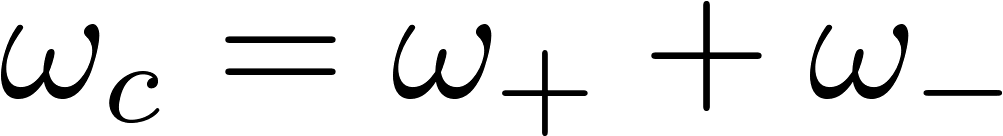 ω_c = ω_+ + ω_−